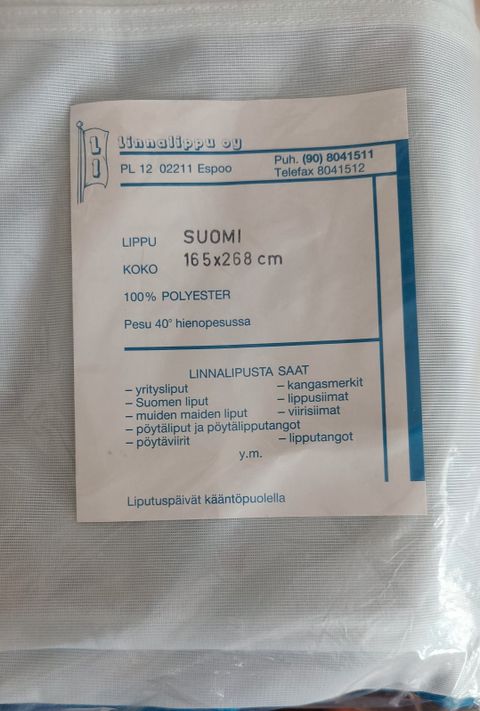 L
I
Linnalippu oy
PL 12 02211 Espoo
Puh. (90) 8041511
Telefax 8041512
LIPPU SUOMI
KOKO 165x268 cm
100% POLYESTER
Pesu 40° hienopesussa
LINNALIPUSTA SAAT
– yritysliput – kangasmerkit
– Suomen liput – lippusiimat
– muiden maiden liput – viirisiimat
– pöytäliput ja pöytälipputangot
– pöytäviirit – lipputangot
y.m.
Liputuspäivät kääntöpuolella